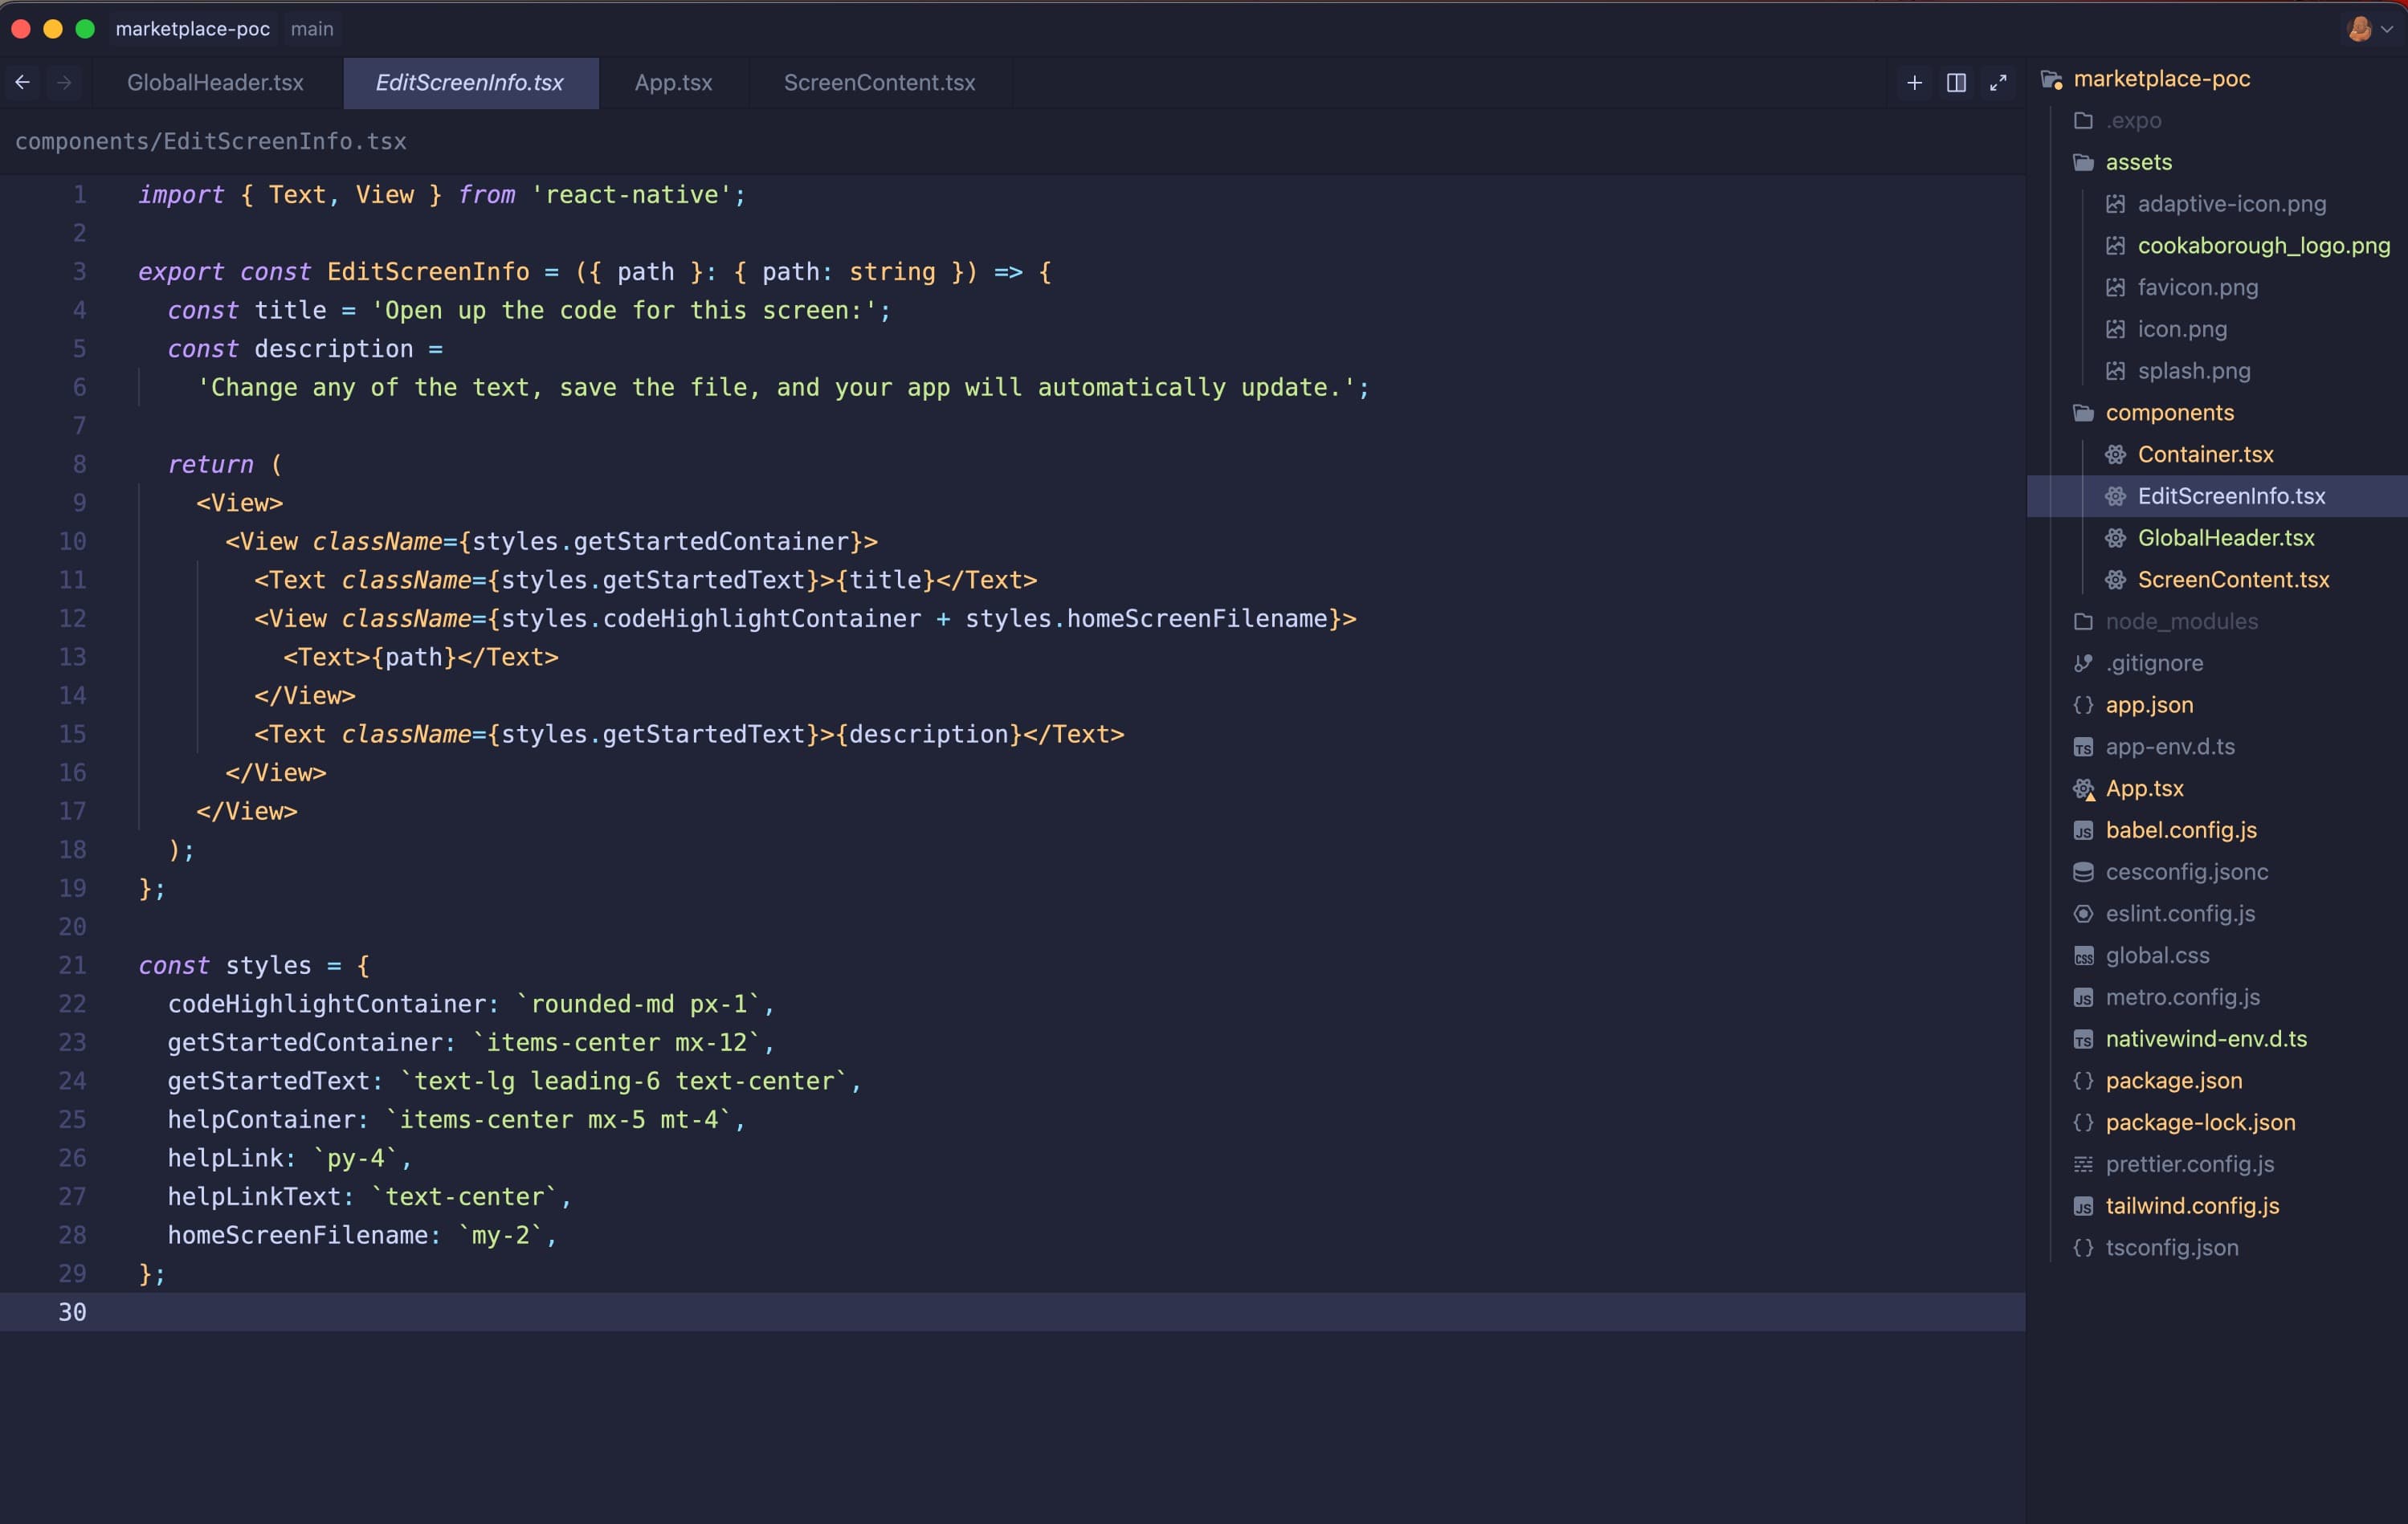 marketplace-poc main
GlobalHeader.tsx EditScreenInfo.tsx App.tsx ScreenContent.tsx
components/EditScreenInfo.tsx
1 import { Text, View } from 'react-native';
2
3 export const EditScreenInfo = ({ path }: { path: string }) => {
4   const title = 'Open up the code for this screen:';
5   const description =
6     'Change any of the text, save the file, and your app will automatically update.';
7
8   return (
9     <View>
10       <View className={styles.getStartedContainer}>
11         <Text className={styles.getStartedText}>{title}</Text>
12         <View className={styles.codeHighlightContainer + styles.homeScreenFilename}>
13           <Text>{path}</Text>
14         </View>
15         <Text className={styles.getStartedText}>{description}</Text>
16       </View>
17     </View>
18   );
19 };
20
21 const styles = {
22   codeHighlightContainer: `rounded-md px-1`,
23   getStartedContainer: `items-center mx-12`,
24   getStartedText: `text-lg leading-6 text-center`,
25   helpContainer: `items-center mx-5 mt-4`,
26   helpLink: `py-4`,
27   helpLinkText: `text-center`,
28   homeScreenFilename: `my-2`,
29 };
30
marketplace-poc
.expo
assets
adaptive-icon.png
cookaborough_logo.png
favicon.png
icon.png
splash.png
components
Container.tsx
EditScreenInfo.tsx
GlobalHeader.tsx
ScreenContent.tsx
node_modules
.gitignore
{} app.json
TS app-env.d.ts
App.tsx
JS babel.config.js
cesconfig.jsonc
eslint.config.js
CSS global.css
JS metro.config.js
TS nativewind-env.d.ts
{} package.json
{} package-lock.json
prettier.config.js
JS tailwind.config.js
{} tsconfig.json